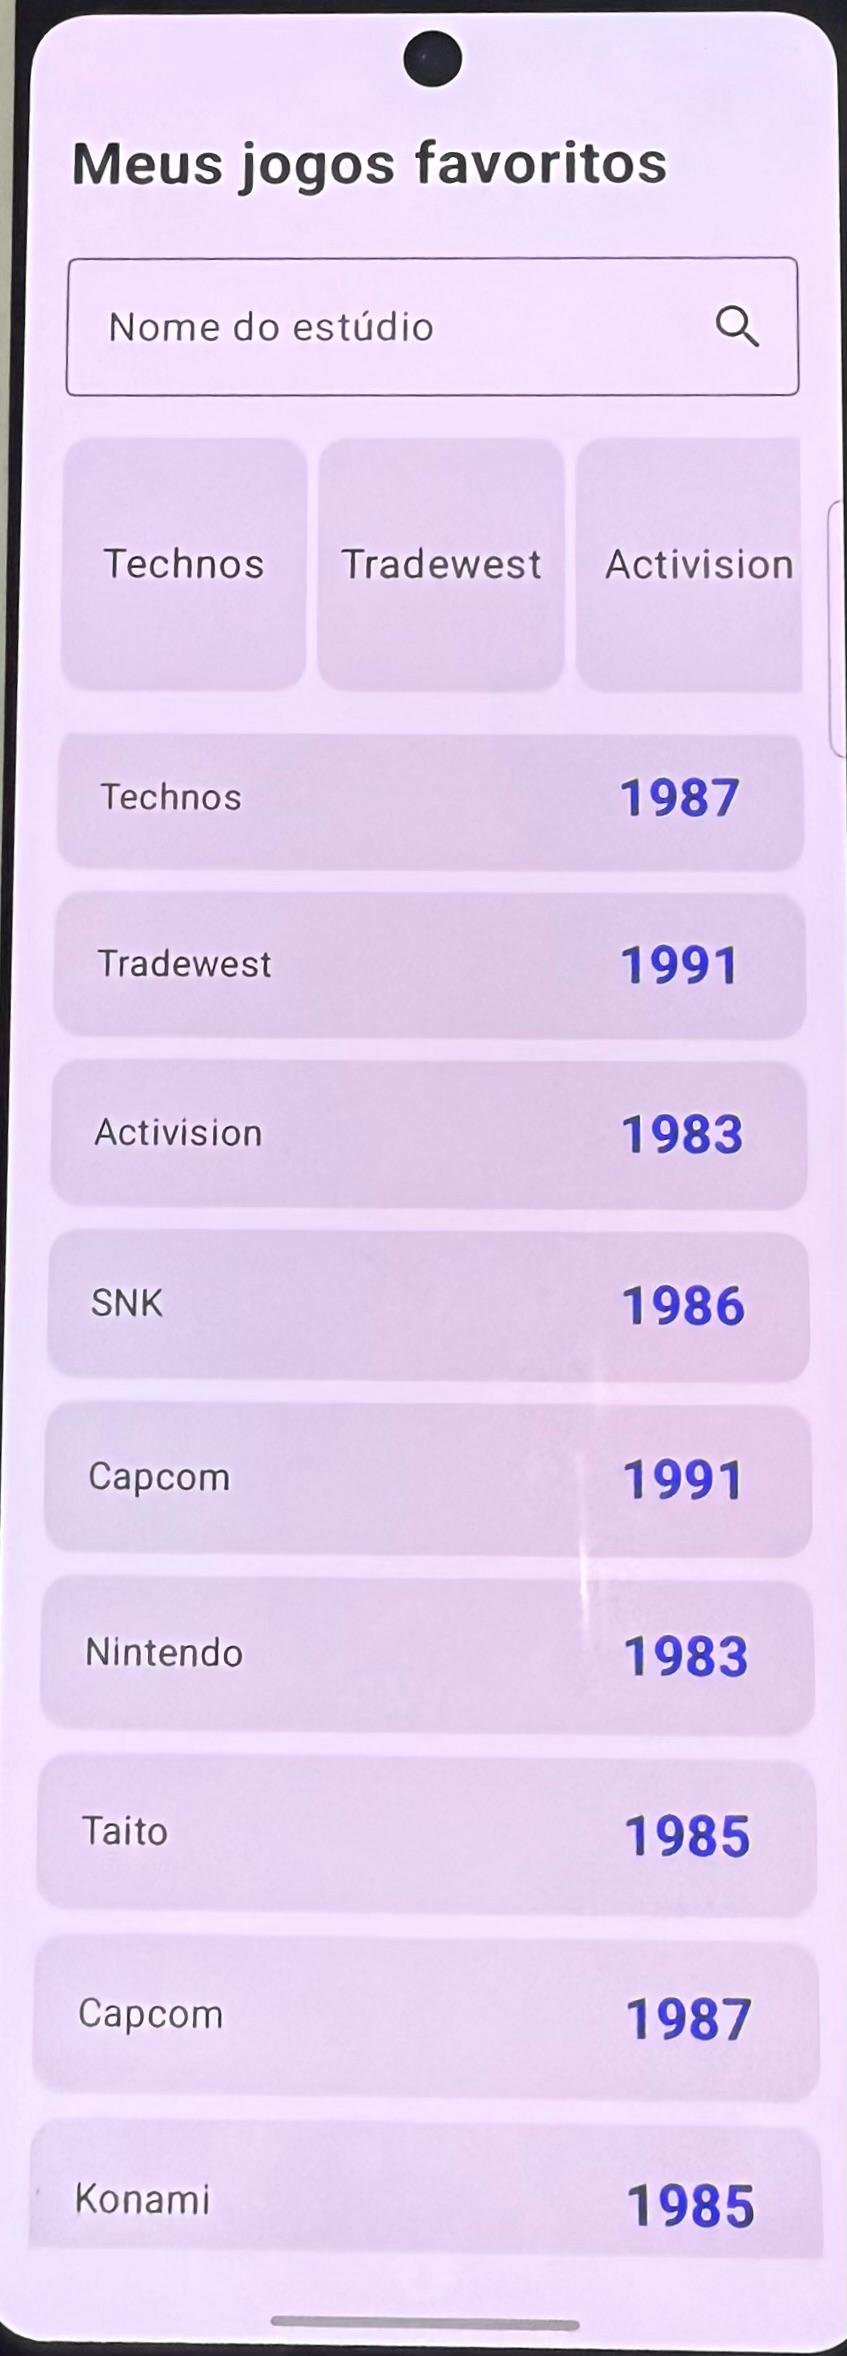 Meus jogos favoritos
Nome do estúdio
Technos Tradewest Activision
Technos 1987
Tradewest 1991
Activision 1983
SNK 1986
Capcom 1991
Nintendo 1983
Taito 1985
Capcom 1987
Konami 1985